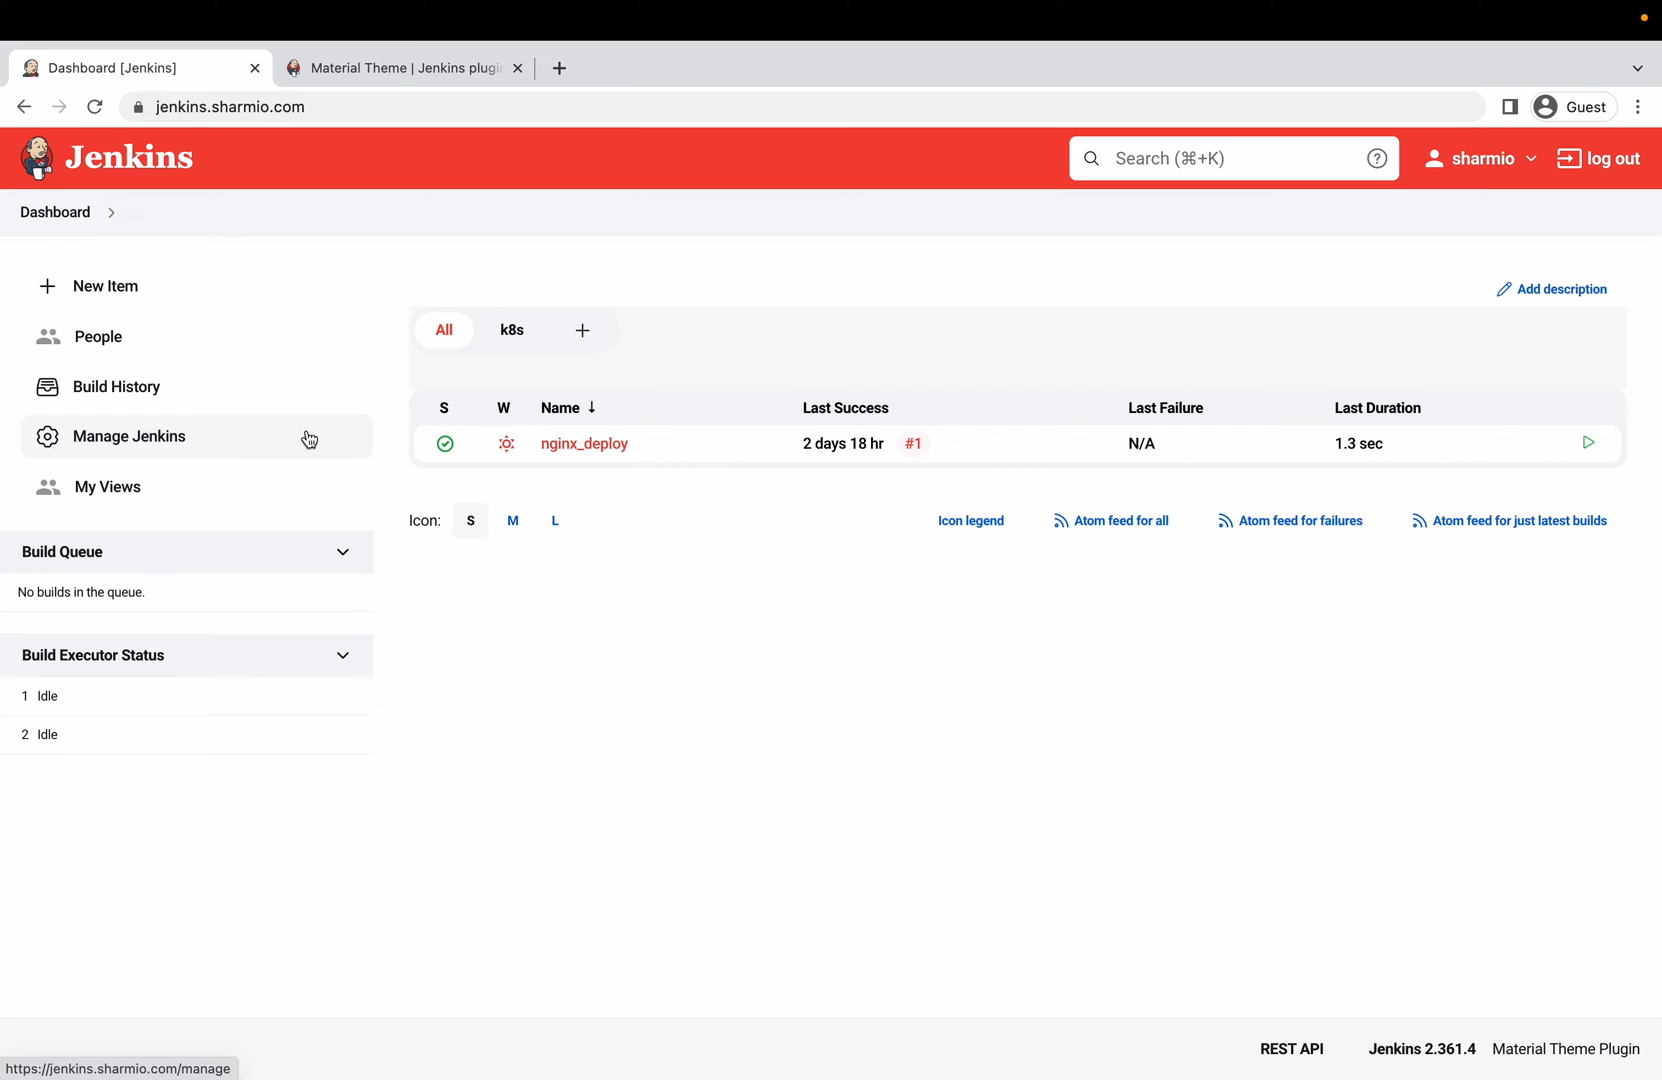 Dashboard [Jenkins]
Material Theme | Jenkins plugin
jenkins.sharmio.com
Guest
Jenkins
Search (⌘+K)
?
sharmio
log out
Dashboard
New Item
People
Build History
Manage Jenkins
My Views
Build Queue
No builds in the queue.
Build Executor Status
1 Idle
2 Idle
Add description
All k8s +
S W Name ↓ Last Success Last Failure Last Duration
nginx_deploy 2 days 18 hr #1 N/A 1.3 sec
Icon: S M L
Icon legend
Atom feed for all
Atom feed for failures
Atom feed for just latest builds
REST API
Jenkins 2.361.4
Material Theme Plugin
https://jenkins.sharmio.com/manage